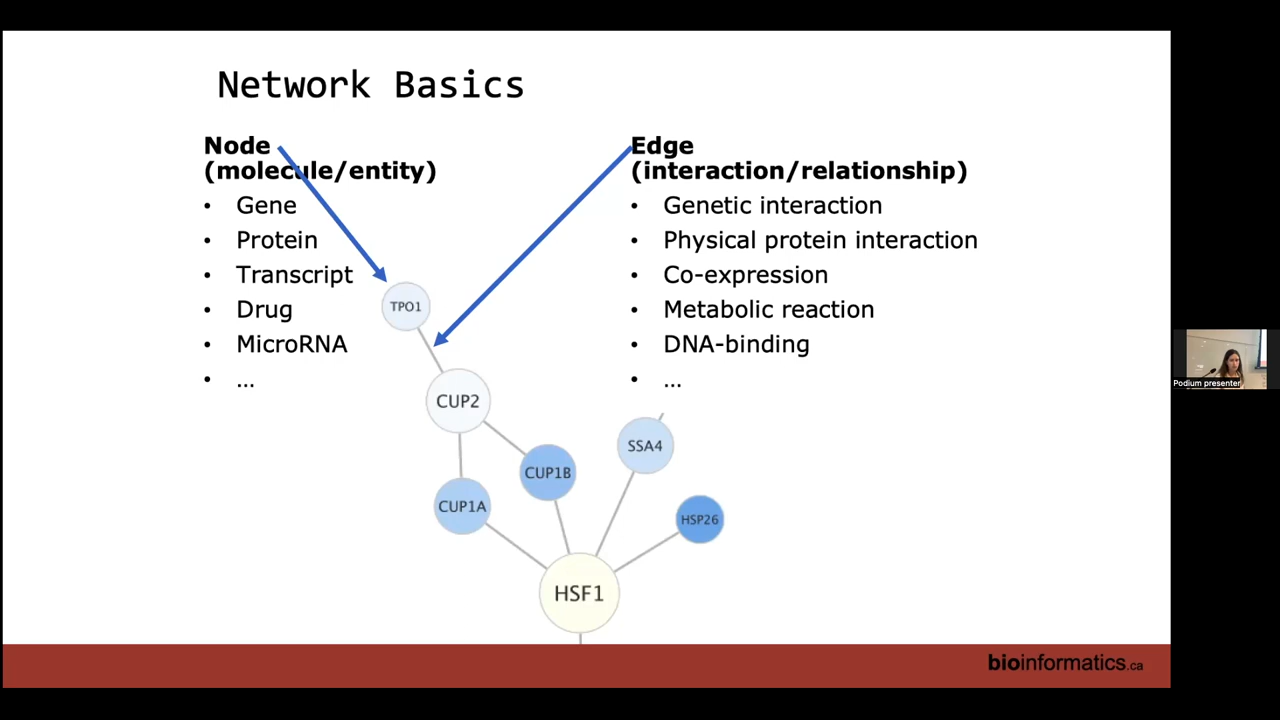 Network Basics
Node
(molecule/entity)
• Gene
• Protein
• Transcript
• Drug
• MicroRNA
• ...
Edge
(interaction/relationship)
• Genetic interaction
• Physical protein interaction
• Co-expression
• Metabolic reaction
• DNA-binding
• ...
TPO1
CUP2
SSA4
CUP1B
CUP1A
HSP26
HSF1
Podium presenter
bioinformatics.ca